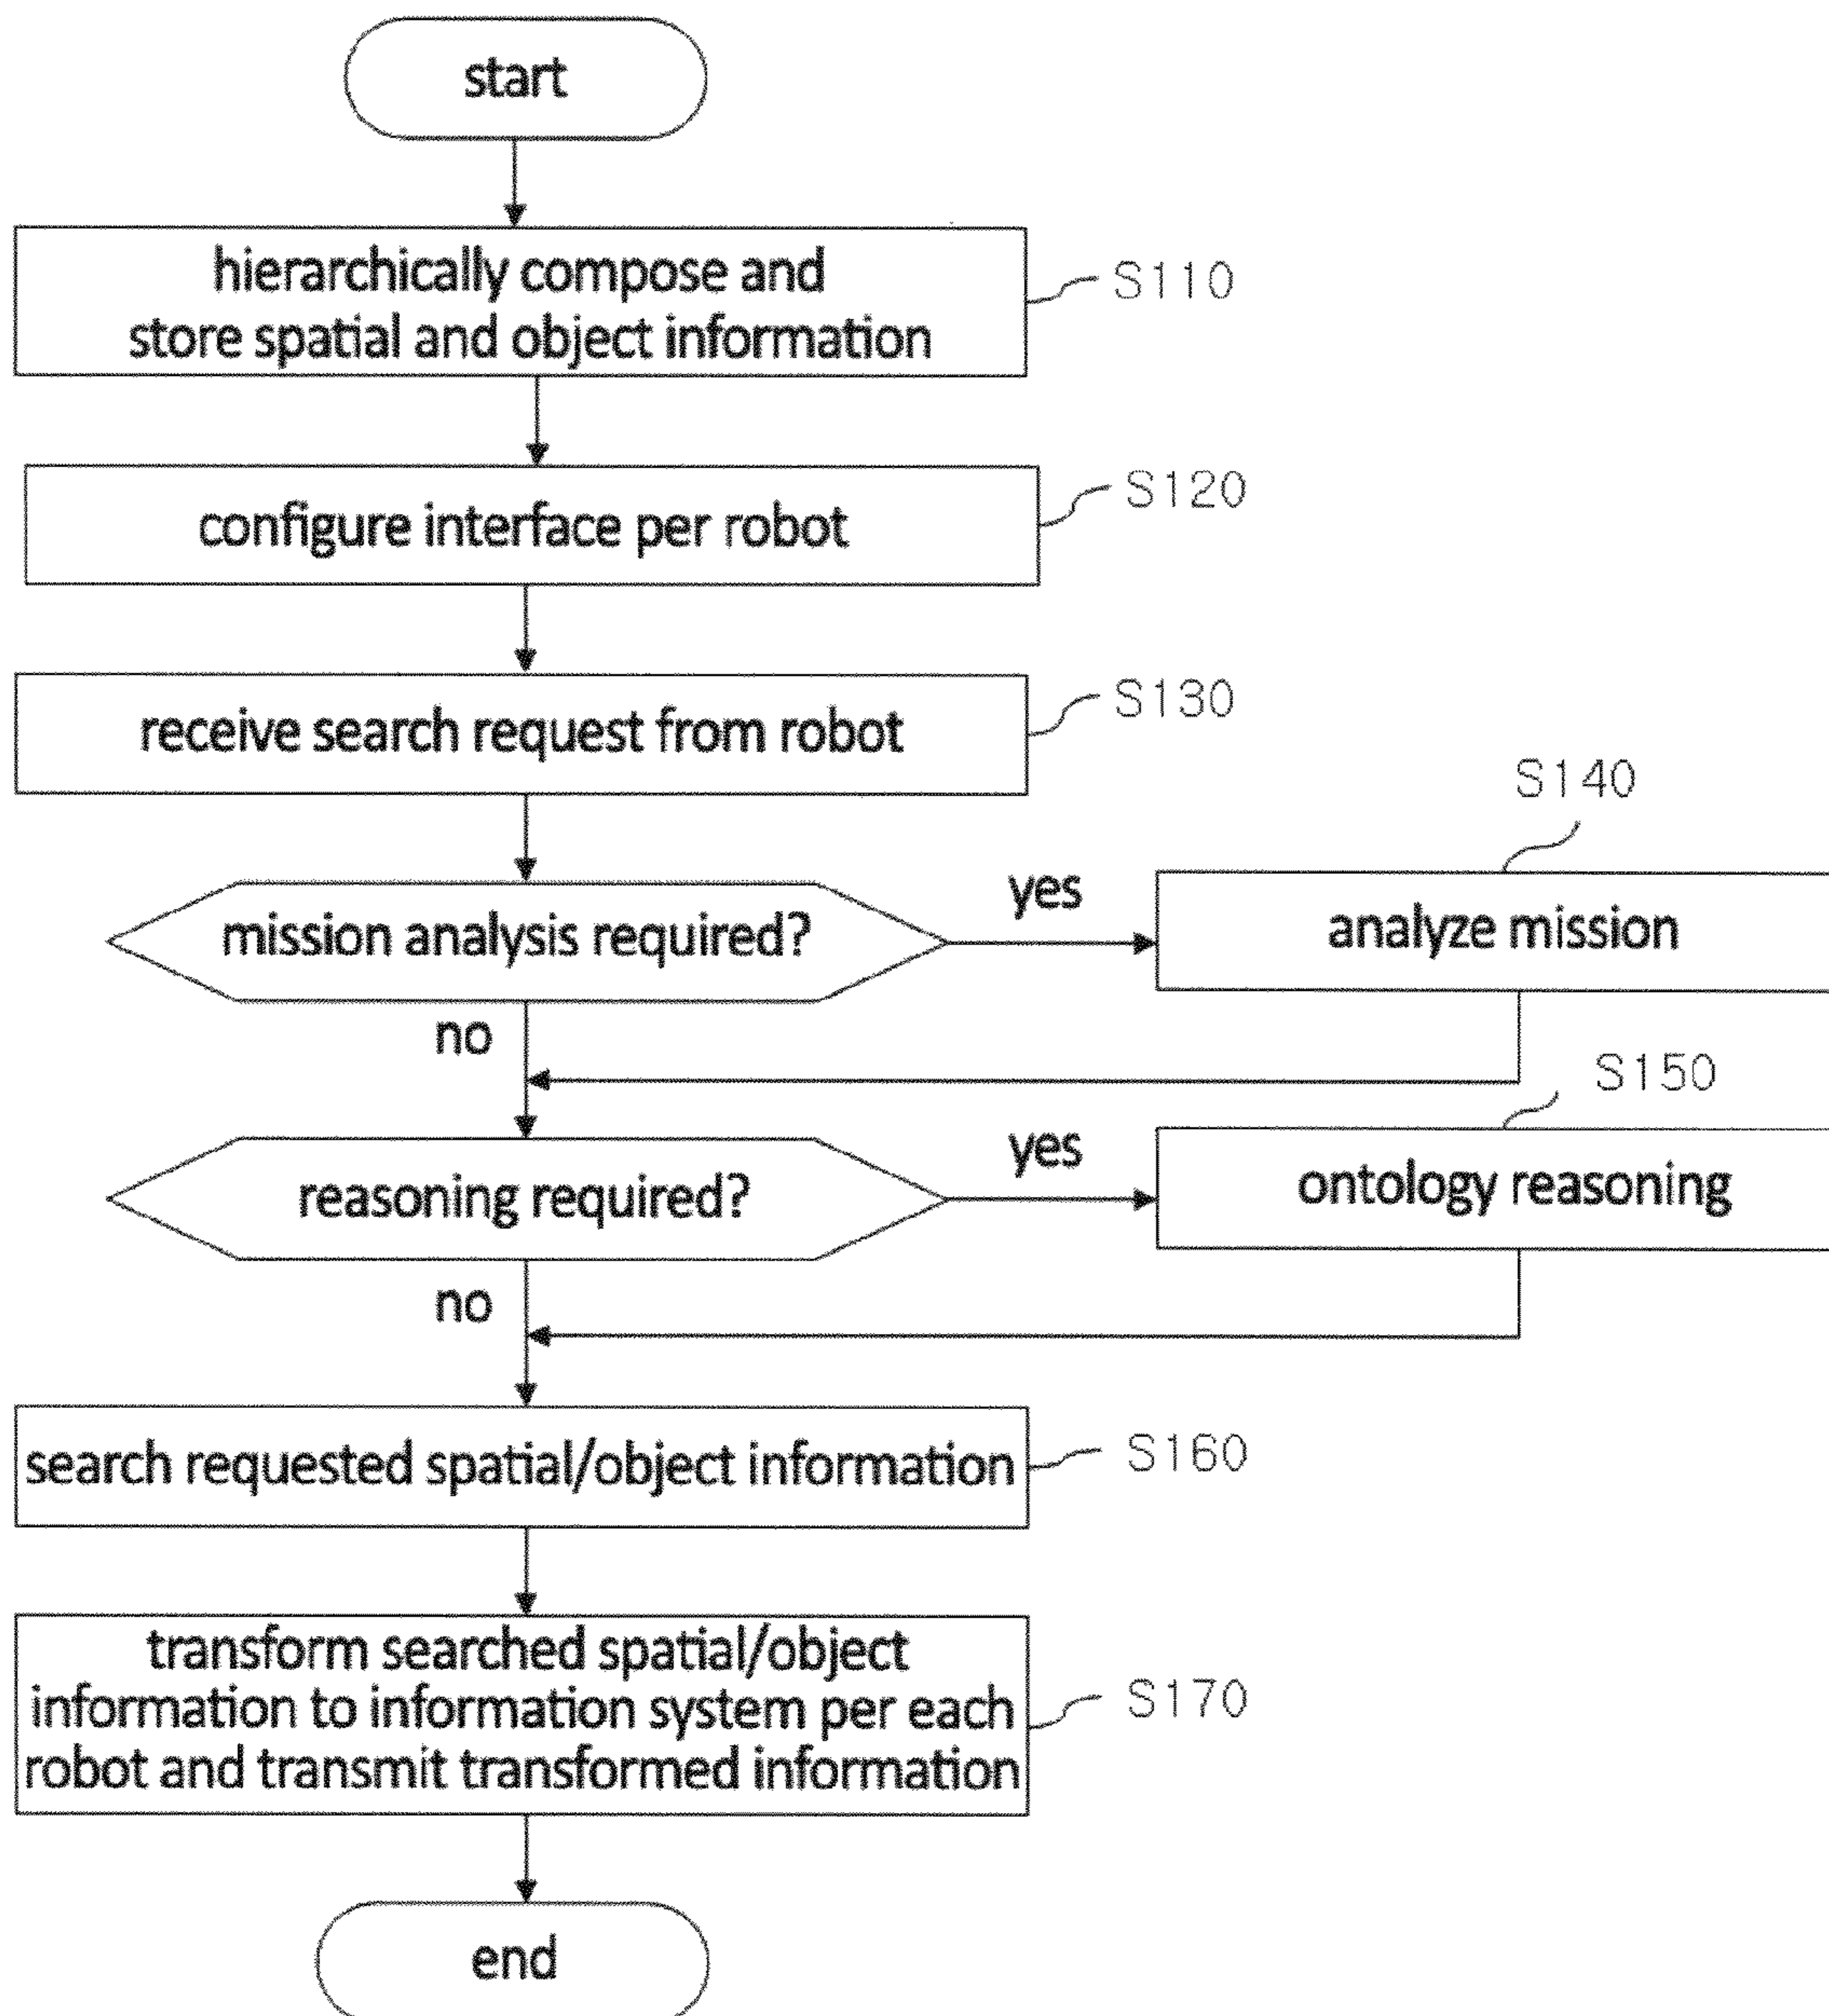 start
hierarchically compose and
store spatial and object information
S110
configure interface per robot
S120
receive search request from robot
S130
S140
mission analysis required?
yes
analyze mission
no
S150
reasoning required?
yes
ontology reasoning
no
search requested spatial/object information
S160
transform searched spatial/object
information to information system per each
robot and transmit transformed information
S170
end